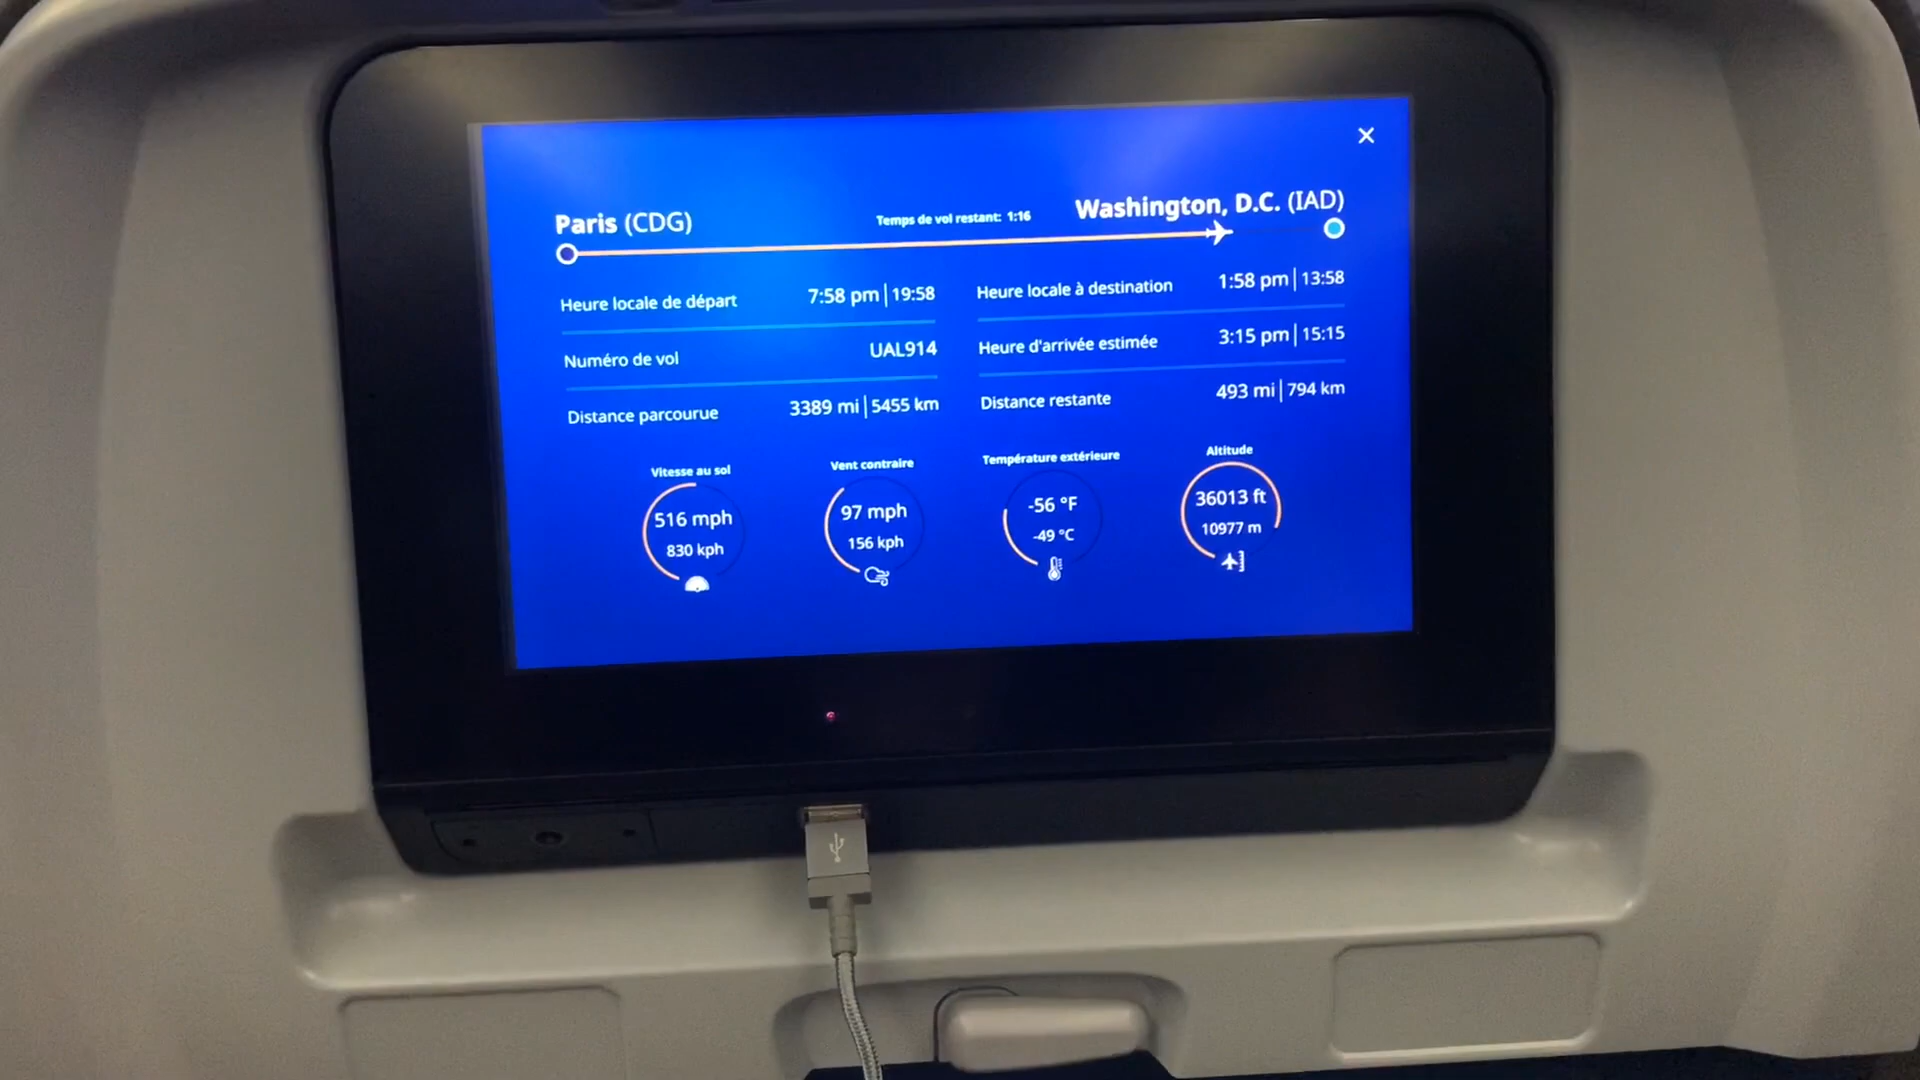 Paris (CDG)
Temps de vol restant: 1:16
Washington, D.C. (IAD)
Heure locale de départ 7:58 pm | 19:58
Numéro de vol UAL914
Distance parcourue 3389 mi | 5455 km
Heure locale à destination 1:58 pm | 13:58
Heure d'arrivée estimée 3:15 pm | 15:15
Distance restante 493 mi | 794 km
Vitesse au sol
516 mph
830 kph
Vent contraire
97 mph
156 kph
Température extérieure
-56 °F
-49 °C
Altitude
36013 ft
10977 m